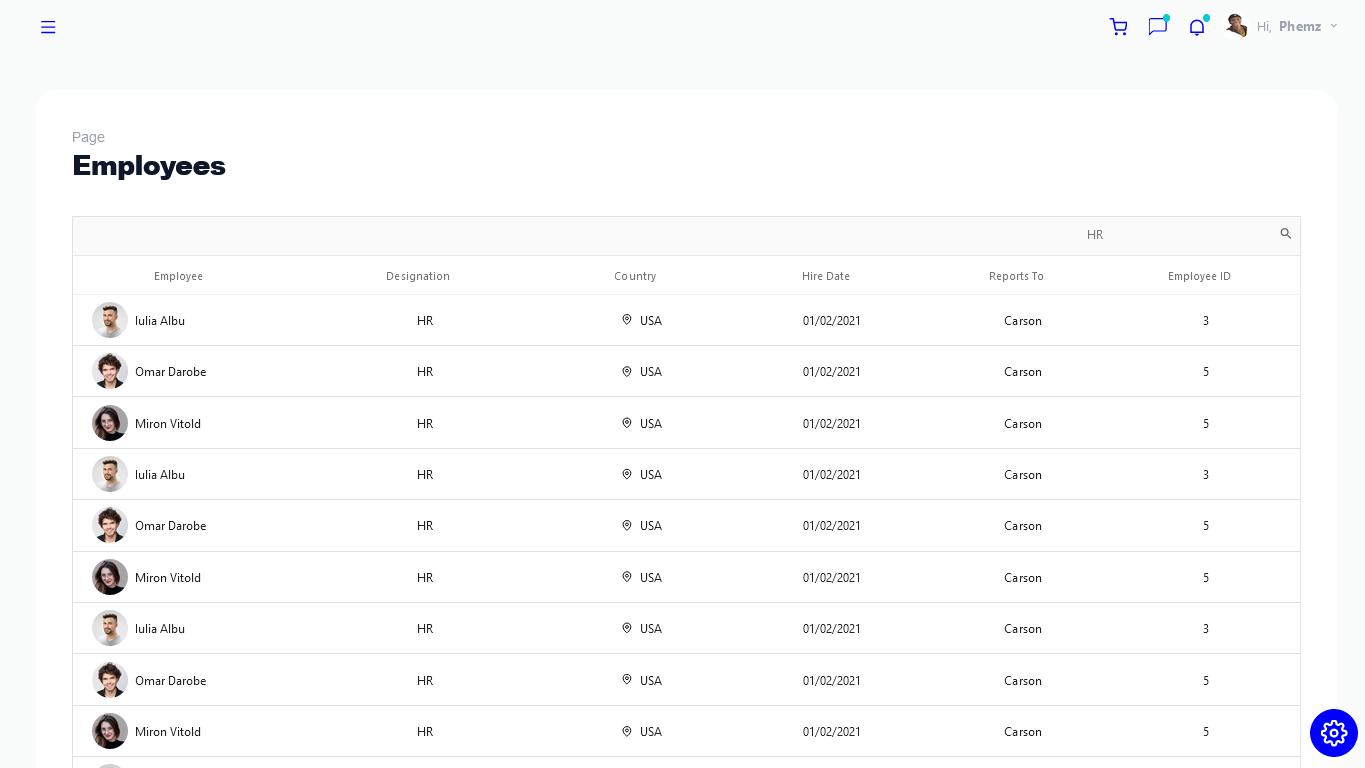 Hi, Phemz
Page
Employees
HR
Employee Designation Country Hire Date Reports To Employee ID
Iulia Albu HR USA 01/02/2021 Carson 3
Omar Darobe HR USA 01/02/2021 Carson 5
Miron Vitold HR USA 01/02/2021 Carson 5
Iulia Albu HR USA 01/02/2021 Carson 3
Omar Darobe HR USA 01/02/2021 Carson 5
Miron Vitold HR USA 01/02/2021 Carson 5
Iulia Albu HR USA 01/02/2021 Carson 3
Omar Darobe HR USA 01/02/2021 Carson 5
Miron Vitold HR USA 01/02/2021 Carson 5